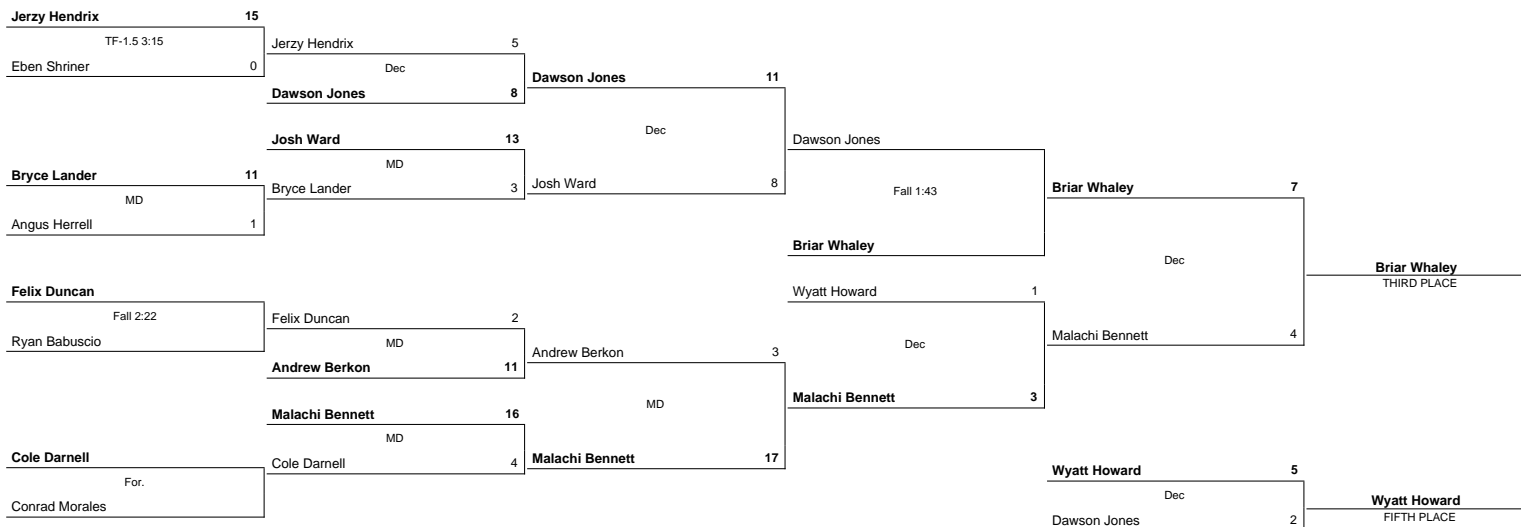 Jerzy Hendrix 15
TF-1.5 3:15
Eben Shriner 0
Jerzy Hendrix 5
Dec
Dawson Jones 8
Dawson Jones 11
Dec
Josh Ward 8
Josh Ward 13
MD
Bryce Lander 3
Bryce Lander 11
MD
Angus Herrell 1
Dawson Jones
Fall 1:43
Briar Whaley
Briar Whaley 7
Dec
Malachi Bennett 4
Briar Whaley
THIRD PLACE
Felix Duncan
Fall 2:22
Ryan Babuscio
Felix Duncan 2
MD
Andrew Berkon 11
Andrew Berkon 3
MD
Malachi Bennett 17
Malachi Bennett 16
MD
Cole Darnell 4
Cole Darnell
For.
Conrad Morales
Wyatt Howard 1
Dec
Malachi Bennett 3
Wyatt Howard 5
Dec
Dawson Jones 2
Wyatt Howard
FIFTH PLACE